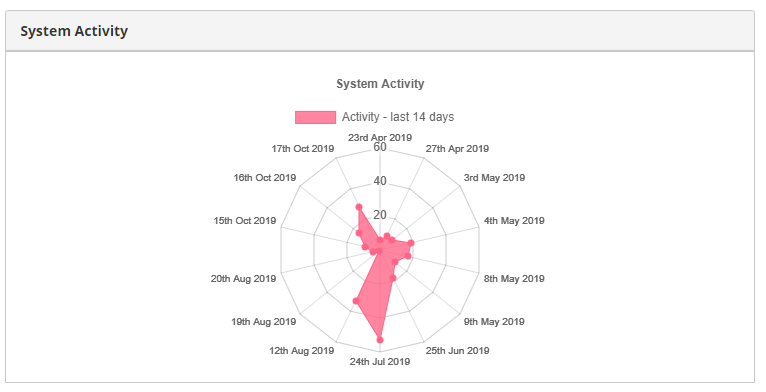 System Activity
System Activity
Activity - last 14 days
23rd Apr 2019
60
17th Oct 2019
27th Apr 2019
16th Oct 2019
40
3rd May 2019
20
15th Oct 2019
4th May 2019
20th Aug 2019
8th May 2019
19th Aug 2019
9th May 2019
12th Aug 2019
25th Jun 2019
24th Jul 2019